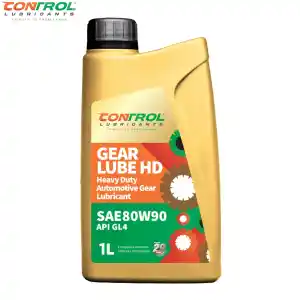 CONTROL
LUBRICANTS
CONTROL
LUBRICANTS
GEAR
LUBE HD
Heavy Duty
Automotive Gear
Lubricant
SAE80W90
API GL4
1L